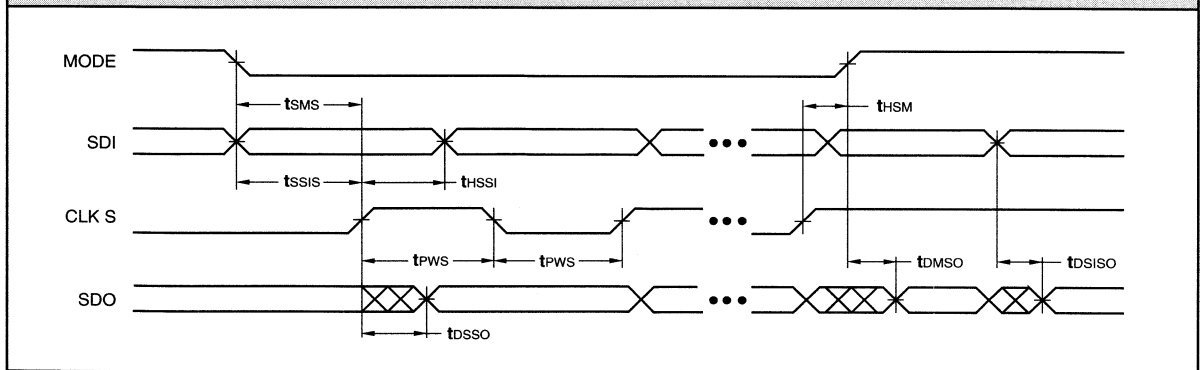 MODE
tSMS
tHSM
SDI
tSSIS
tHSSI
CLK S
tPWS
tPWS
tDMSO
tDSISO
SDO
tDSSO